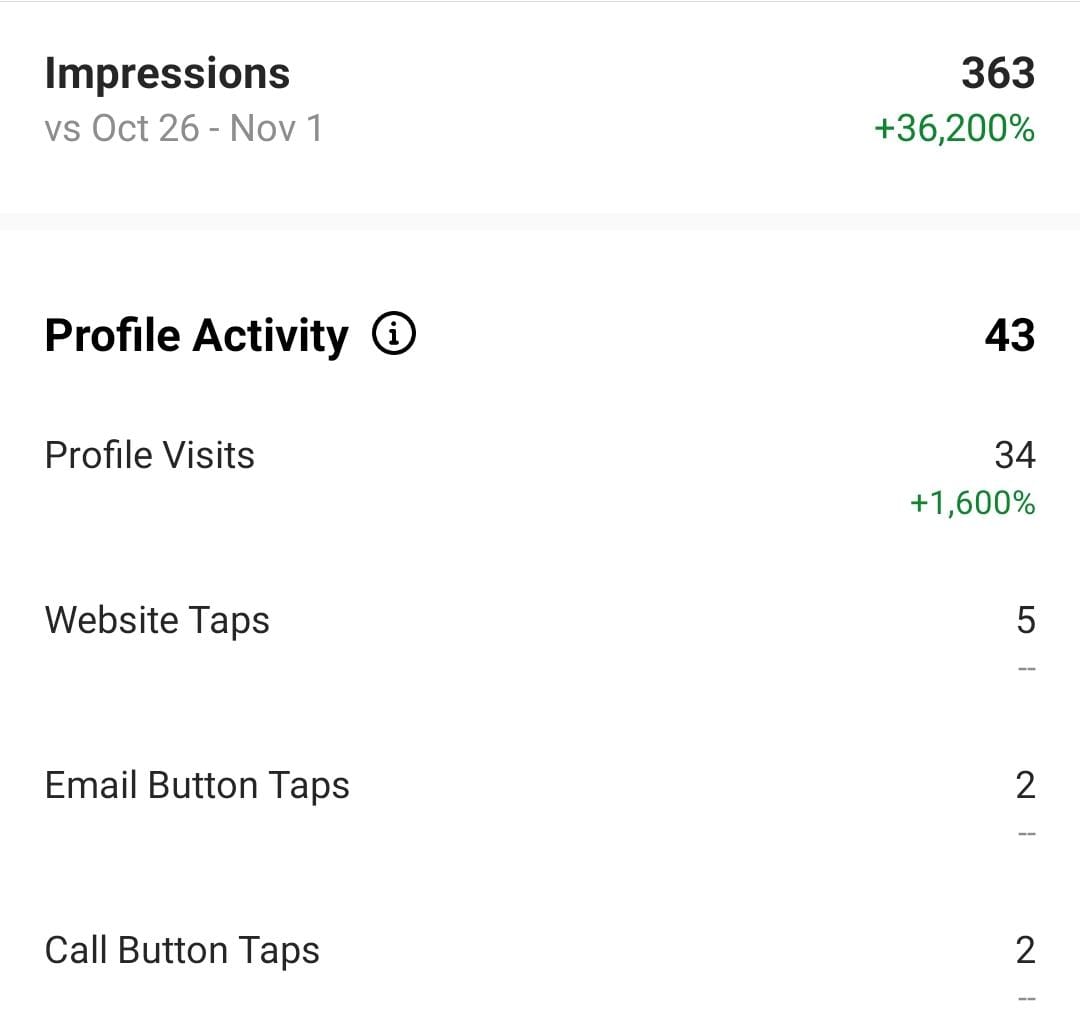 Impressions 363
vs Oct 26 - Nov 1 +36,200%
Profile Activity 43
Profile Visits 34
+1,600%
Website Taps 5
--
Email Button Taps 2
--
Call Button Taps 2
--